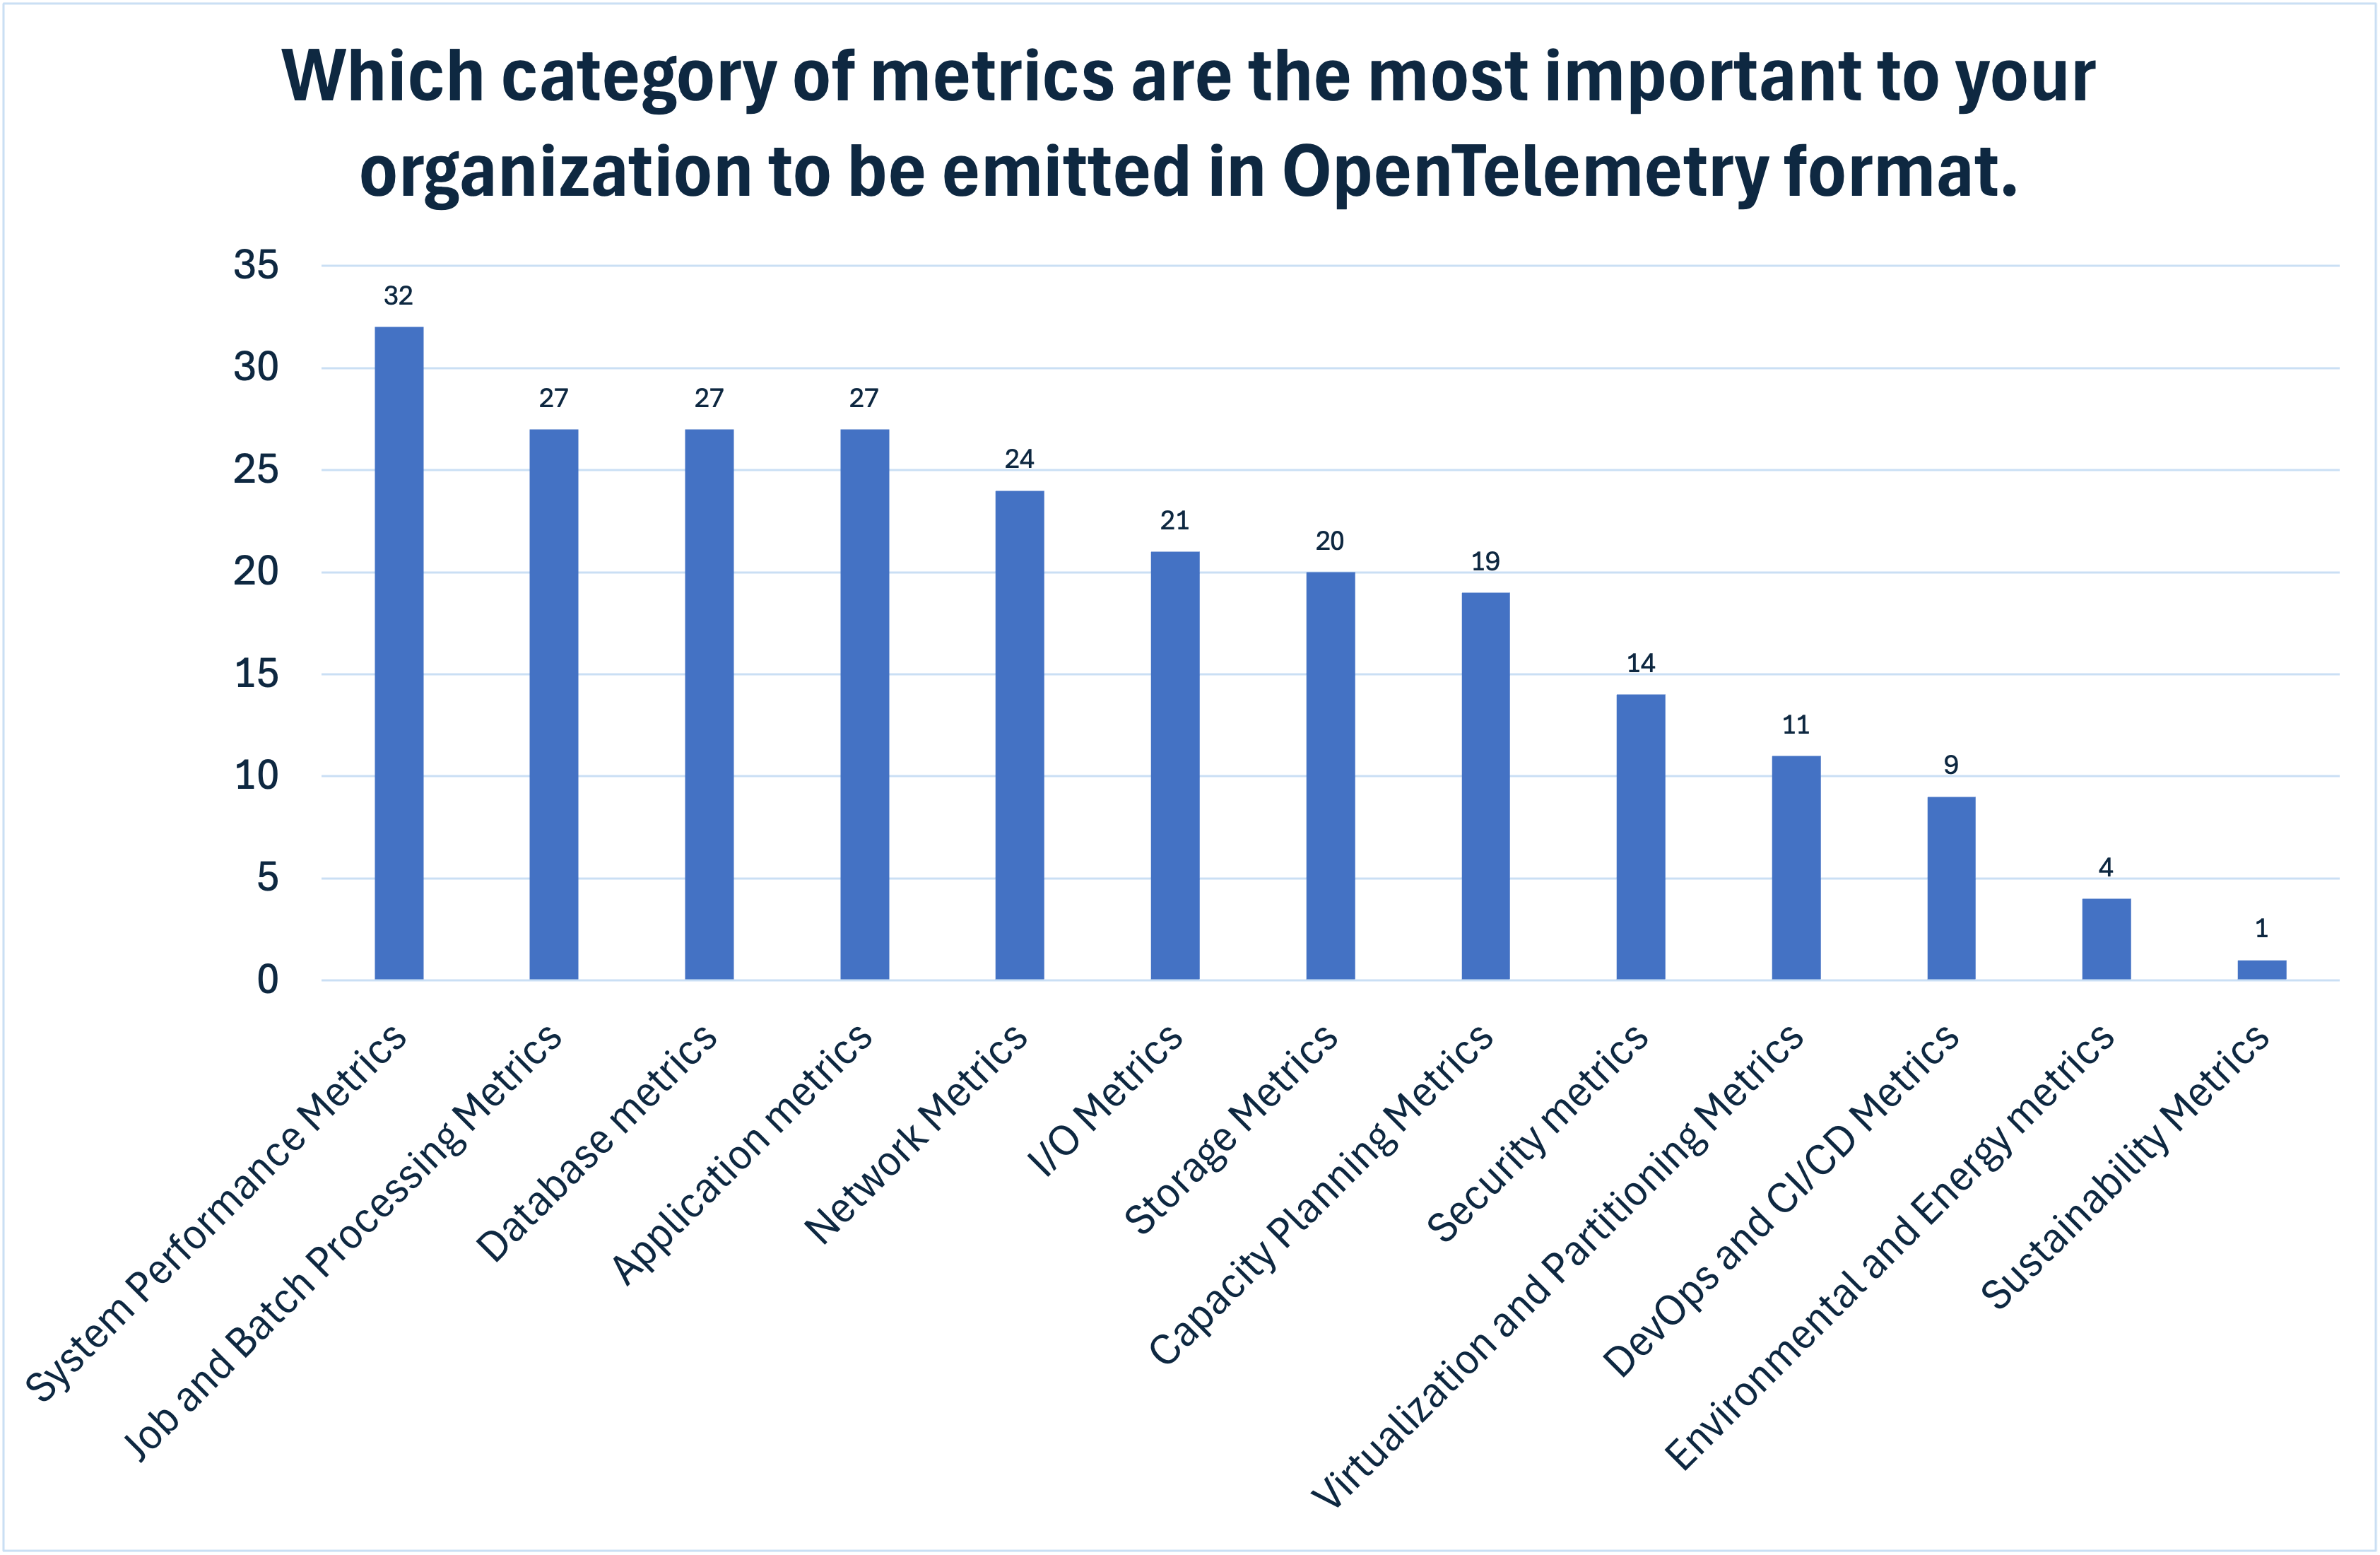 Which category of metrics are the most important to your
organization to be emitted in OpenTelemetry format.
35
30
25
20
15
10
5
0
32
27
27
27
24
21
20
19
14
11
9
4
1
System Performance Metrics
Job and Batch Processing Metrics
Database metrics
Application metrics
Network Metrics
I/O Metrics
Storage Metrics
Capacity Planning Metrics
Security metrics
Virtualization and Partitioning Metrics
DevOps and CI/CD Metrics
Environmental and Energy metrics
Sustainability Metrics